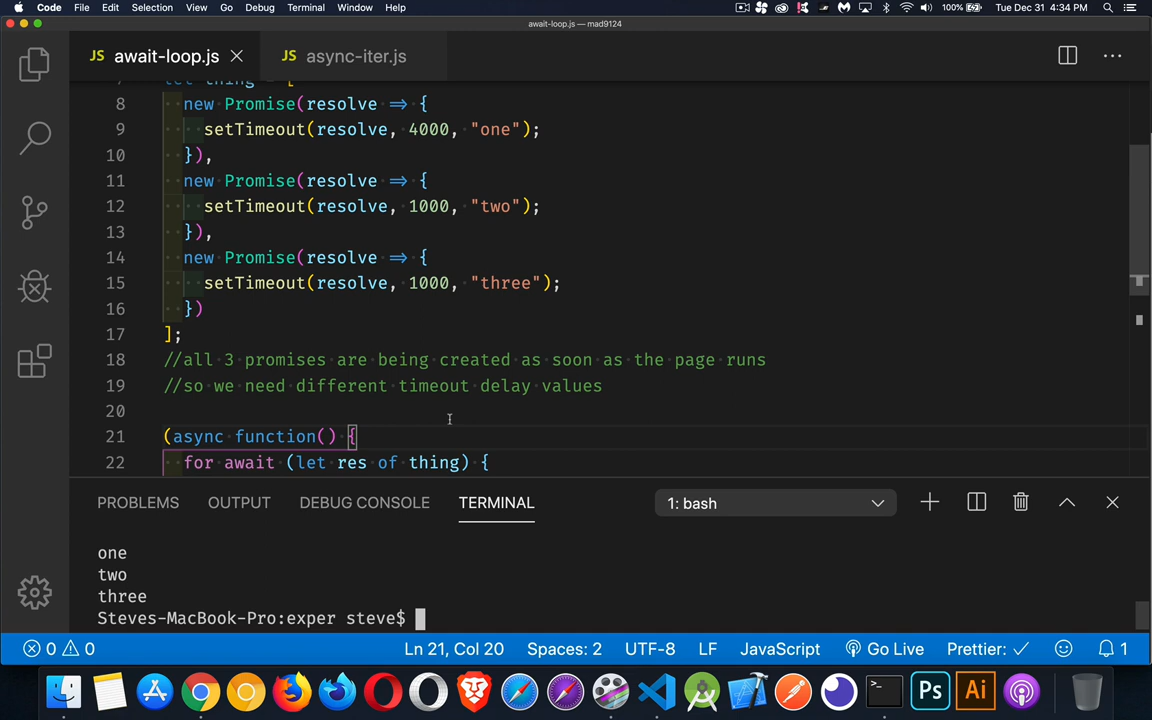 Code File Edit Selection View Go Debug Terminal Window Help 100% Tue Dec 31 4:34 PM
await-loop.js — mad9124
JS await-loop.js JS async-iter.js
8 new Promise(resolve => {
9 setTimeout(resolve, 4000, "one");
10 }),
11 new Promise(resolve => {
12 setTimeout(resolve, 1000, "two");
13 }),
14 new Promise(resolve => {
15 setTimeout(resolve, 1000, "three");
16 })
17 ];
18 //all 3 promises are being created as soon as the page runs
19 //so we need different timeout delay values
20
21 (async function() {
22 for await (let res of thing) {
PROBLEMS OUTPUT DEBUG CONSOLE TERMINAL 1: bash
one
two
three
Steves-MacBook-Pro:exper steve$
0 0 Ln 21, Col 20 Spaces: 2 UTF-8 LF JavaScript Go Live Prettier: ✓ 1
Ps Ai